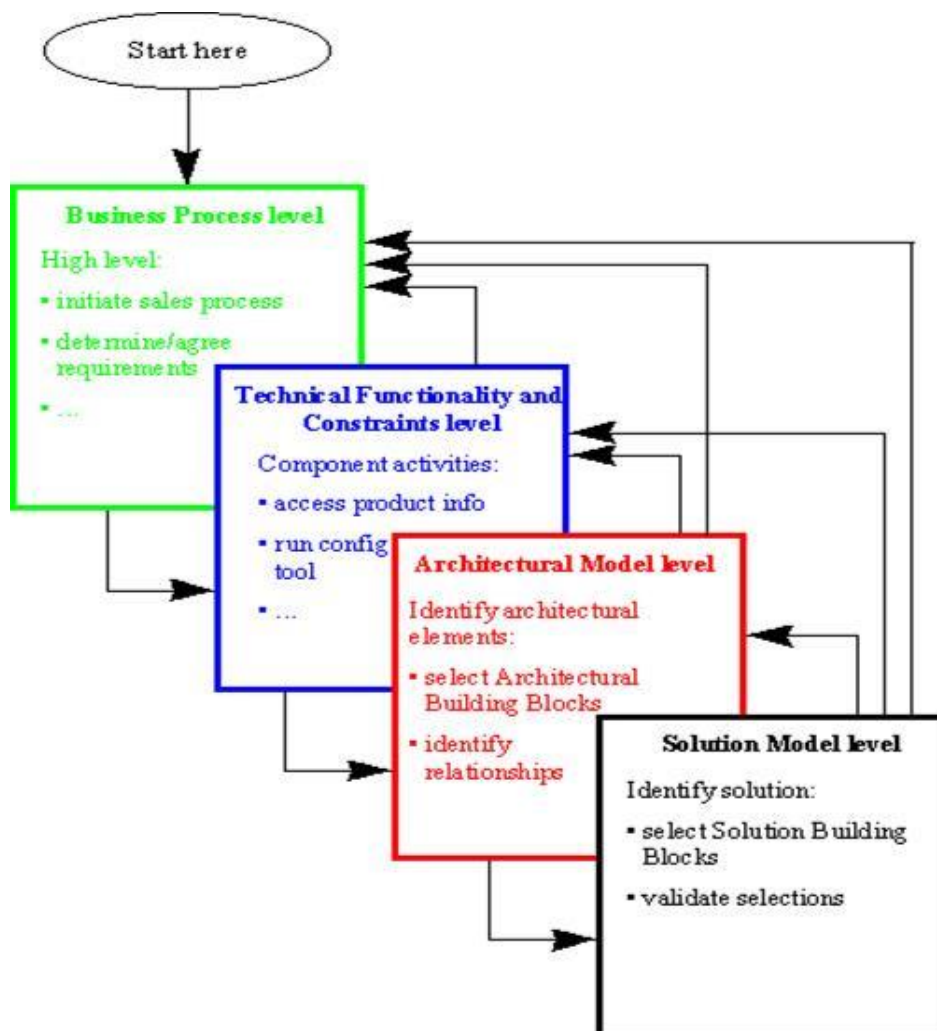 Start here
Business Process level
High level:
▪ initiate sales process
▪ determine/agree
requirements
▪ ...
Technical Functionality and
Constraints level
Component activities:
▪ access product info
▪ run config
tool
▪ ...
Architectural Model level
Identify architectural
elements:
▪ select Architectural
Building Blocks
▪ identify
relationships
Solution Model level
Identify solution:
▪ select Solution Building
Blocks
▪ validate selections